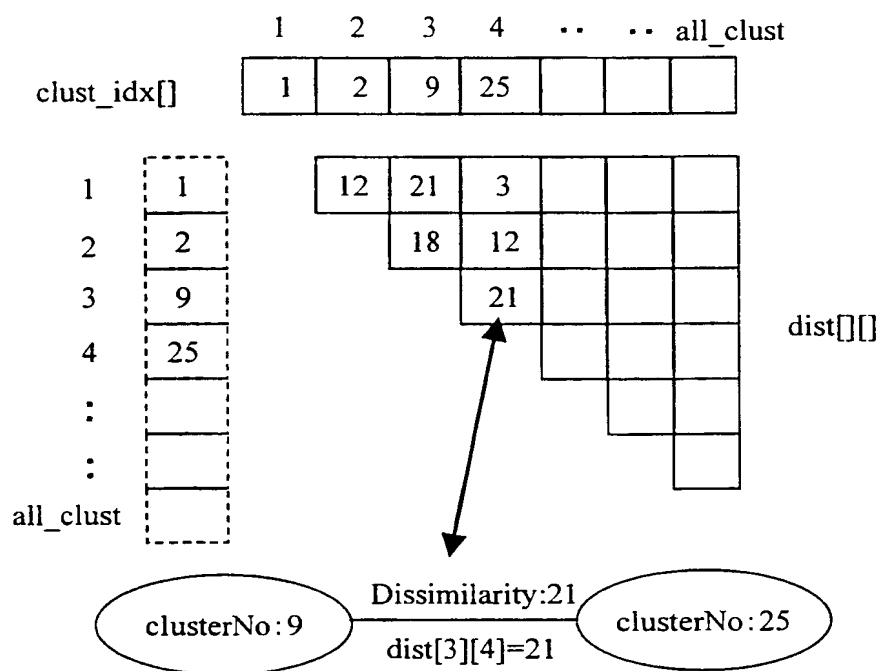 1 2 3 4 ·· ·· all_clust
clust_idx[] 1 2 9 25
1 1 12 21 3
2 2 18 12
3 9 21
dist[][]
4 25
:
:
all_clust
Dissimilarity:21
clusterNo:9 clusterNo:25
dist[3][4]=21